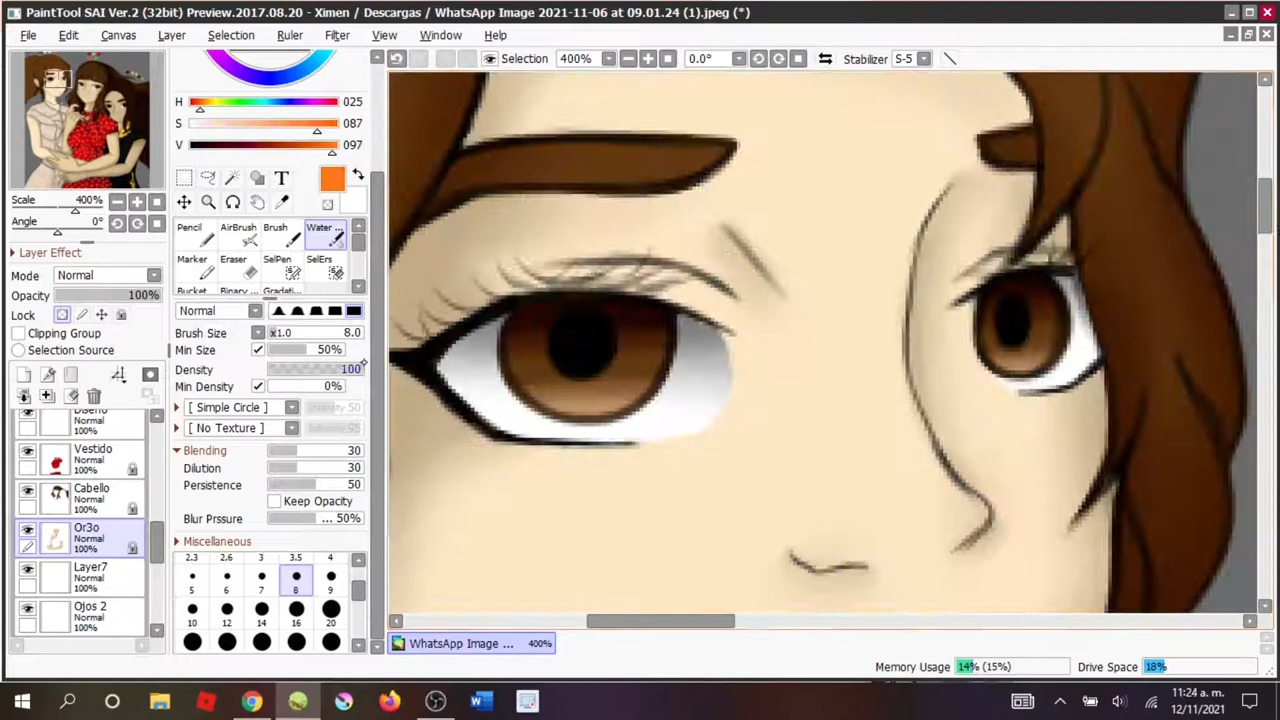 PaintTool SAI Ver.2 (32bit) Preview.2017.08.20 - Ximen / Descargas / WhatsApp Image 2021-11-06 at 09.01.24 (1).jpeg (*)
File Edit Canvas Layer Selection Ruler Filter View Window Help
Selection 400% 0.0° Stabilizer S-5
H 025
S 087
V 097
T
Scale 400%
Angle 0°
Pencil AirBrush Brush Water ...
Marker Eraser SelPen SelErs
Bucket Binary ... Gradati...
Layer Effect
Mode Normal
Opacity 100%
Lock
Clipping Group
Selection Source
Normal
Brush Size x1.0 8.0
Min Size 50%
Density 100
Min Density 0%
[ Simple Circle ]
[ No Texture ]
Blending 30
Dilution 30
Persistence 50
Keep Opacity
Blur Prssure ... 50%
Miscellaneous
2.3 2.6 3 3.5 4
5 6 7 8 9
10 12 14 16 20
Diseño
Normal
100%
Vestido
Normal
100%
Cabello
Normal
100%
Or3o
Normal
100%
Layer7
Normal
100%
Ojos 2
Normal
100%
WhatsApp Image ... 400%
Memory Usage 14% (15%) Drive Space 18%
11:24 a. m.
12/11/2021